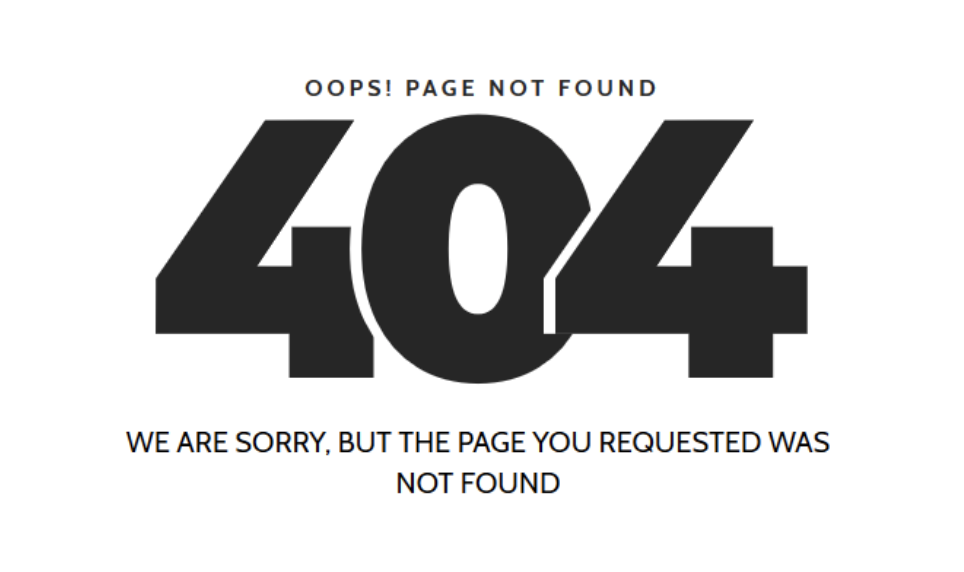 OOPS! PAGE NOT FOUND
404
WE ARE SORRY, BUT THE PAGE YOU REQUESTED WAS
NOT FOUND